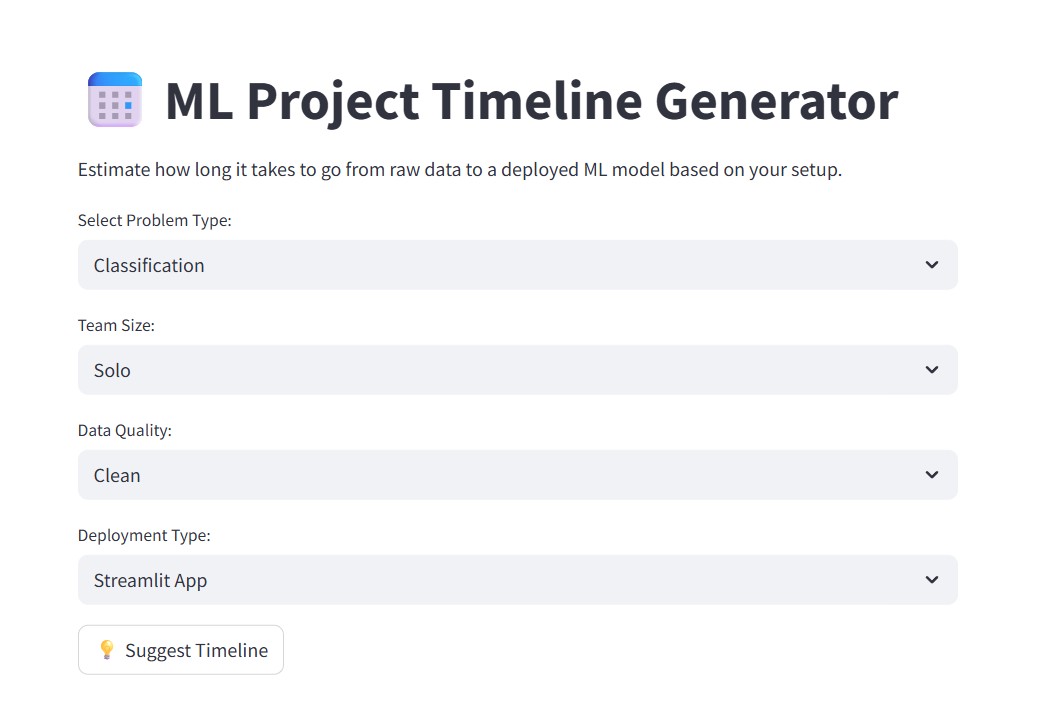 ML Project Timeline Generator
Estimate how long it takes to go from raw data to a deployed ML model based on your setup.
Select Problem Type:
Classification
Team Size:
Solo
Data Quality:
Clean
Deployment Type:
Streamlit App
Suggest Timeline